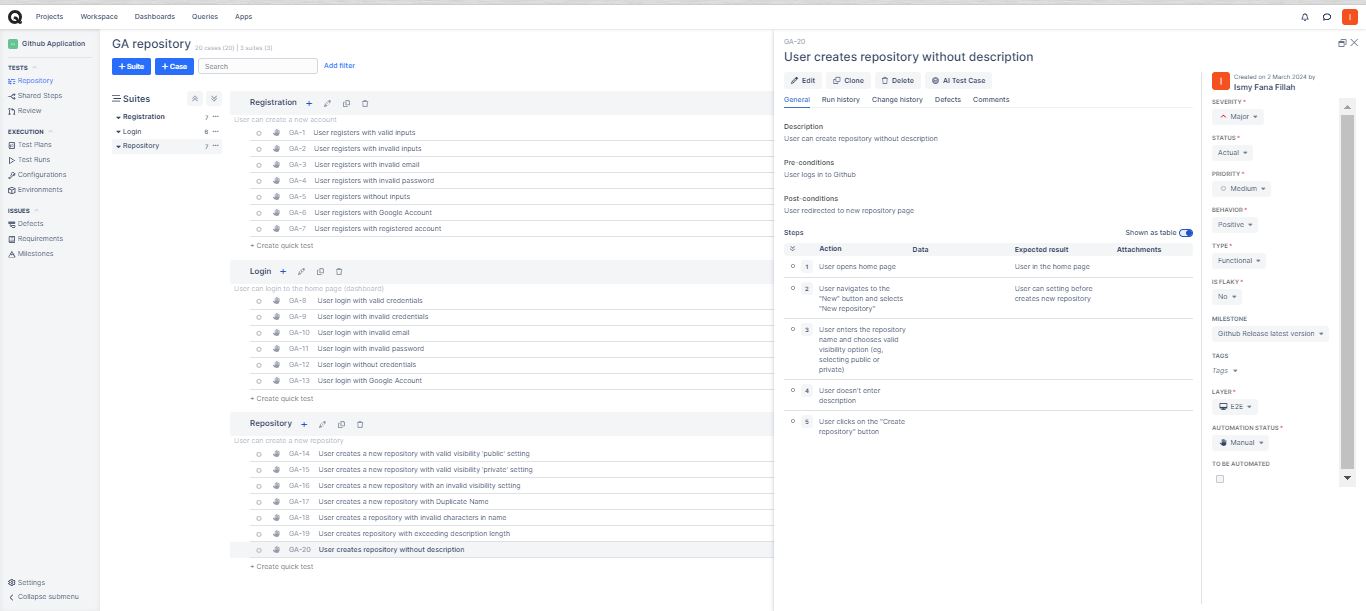 Projects Workspace Dashboards Queries Apps
I
Github Application
TESTS
Repository
Shared Steps
Review
EXECUTION
Test Plans
Test Runs
Configurations
Environments
ISSUES
Defects
Requirements
Milestones
Settings
Collapse submenu
GA repository 20 cases (20) | 3 suites (3)
+ Suite + Case Search Add filter
Suites
Registration 7
Login 6
Repository 7
Registration
User can create a new account
GA-1 User registers with valid inputs
GA-2 User registers with invalid inputs
GA-3 User registers with invalid email
GA-4 User registers with invalid password
GA-5 User registers without inputs
GA-6 User registers with Google Account
GA-7 User registers with registered account
+ Create quick test
Login
User can login to the home page (dashboard)
GA-8 User login with valid credentials
GA-9 User login with invalid credentials
GA-10 User login with invalid email
GA-11 User login with invalid password
GA-12 User login without credentials
GA-13 User login with Google Account
+ Create quick test
Repository
User can create a new repository
GA-14 User creates a new repository with valid visibility 'public' setting
GA-15 User creates a new repository with valid visibility 'private' setting
GA-16 User creates a new repository with an invalid visibility setting
GA-17 User creates a new repository with Duplicate Name
GA-18 User creates a repository with invalid characters in name
GA-19 User creates repository with exceeding description length
GA-20 User creates repository without description
+ Create quick test
GA-20
User creates repository without description
Edit Clone Delete AI Test Case
General Run history Change history Defects Comments
Description
User can create repository without description
Pre-conditions
User logs in to Github
Post-conditions
User redirected to new repository page
Steps Shown as table
Action Data Expected result Attachments
1 User opens home page User in the home page
2 User navigates to the User can setting before
"New" button and selects creates new repository
"New repository"
3 User enters the repository
name and chooses valid
visibility option (eg,
selecting public or
private)
4 User doesn't enter
description
5 User clicks on the "Create
repository" button
I Created on 2 March 2024 by
Ismy Fana Fillah
SEVERITY *
Major
STATUS *
Actual
PRIORITY *
Medium
BEHAVIOR *
Positive
TYPE *
Functional
IS FLAKY *
No
MILESTONE
Github Release latest version
TAGS
Tags
LAYER *
E2E
AUTOMATION STATUS *
Manual
TO BE AUTOMATED